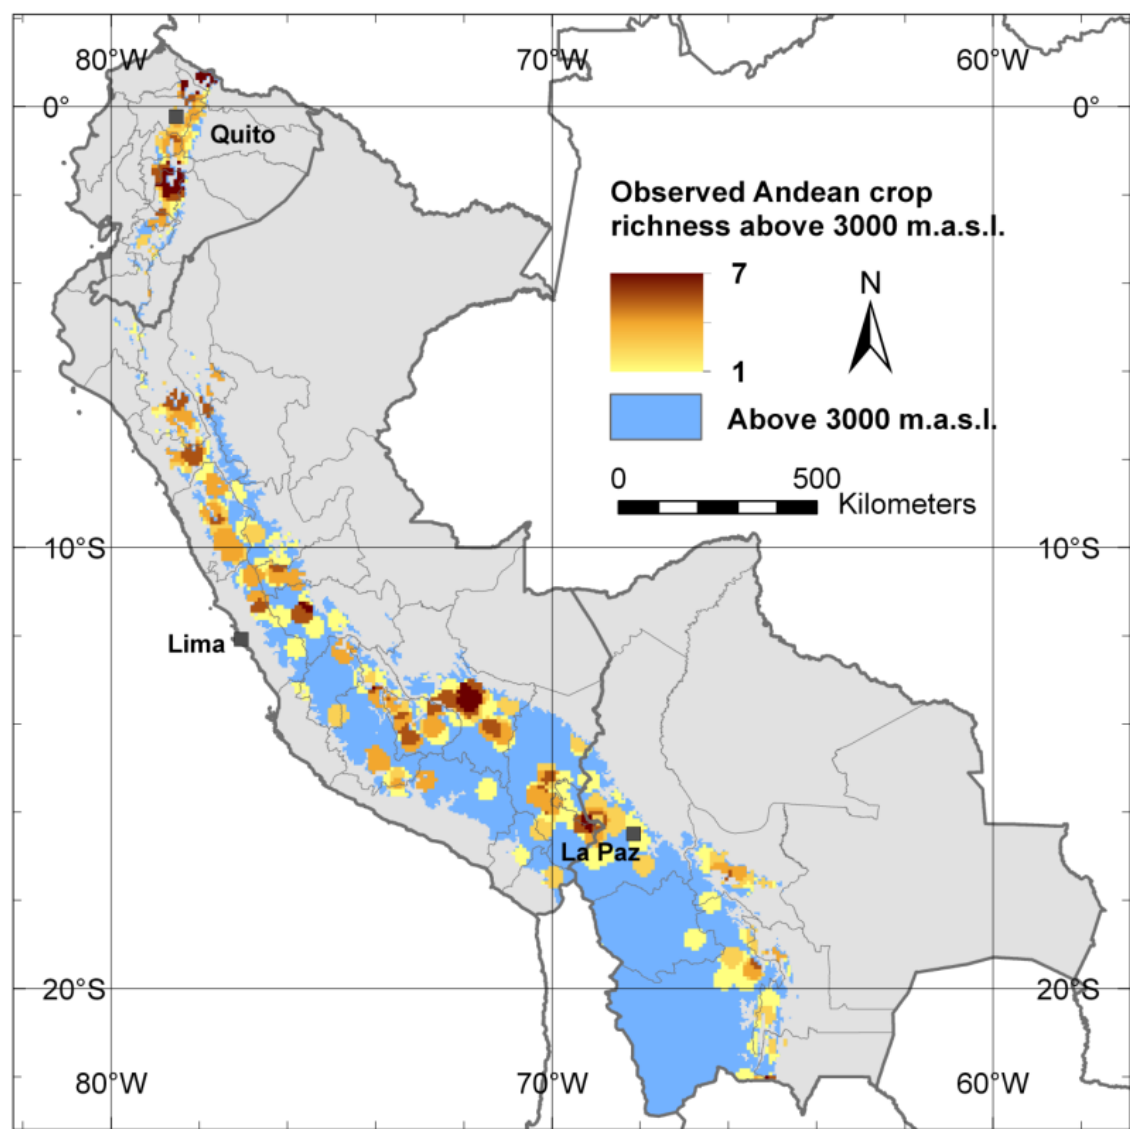 80°W
70°W
60°W
0°
0°
Quito
Observed Andean crop
richness above 3000 m.a.s.l.
7
N
1
Above 3000 m.a.s.l.
0
500
Kilometers
10°S
10°S
Lima
La Paz
20°S
20°S
80°W
70°W
60°W